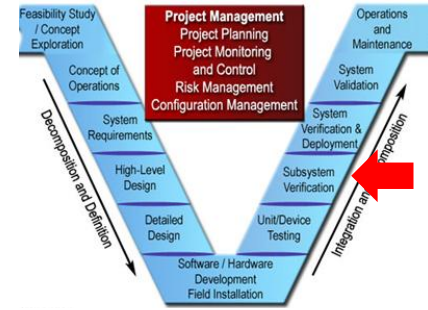 Feasibility Study
/ Concept
Exploration
Concept of
Operations
System
Requirements
High-Level
Design
Detailed
Design
Software / Hardware
Development
Field Installation
Unit/Device
Testing
Subsystem
Verification
System
Verification &
Deployment
System
Validation
Operations
and
Maintenance
Project Management
Project Planning
Project Monitoring
and Control
Risk Management
Configuration Management
Decomposition and Definition
Integration